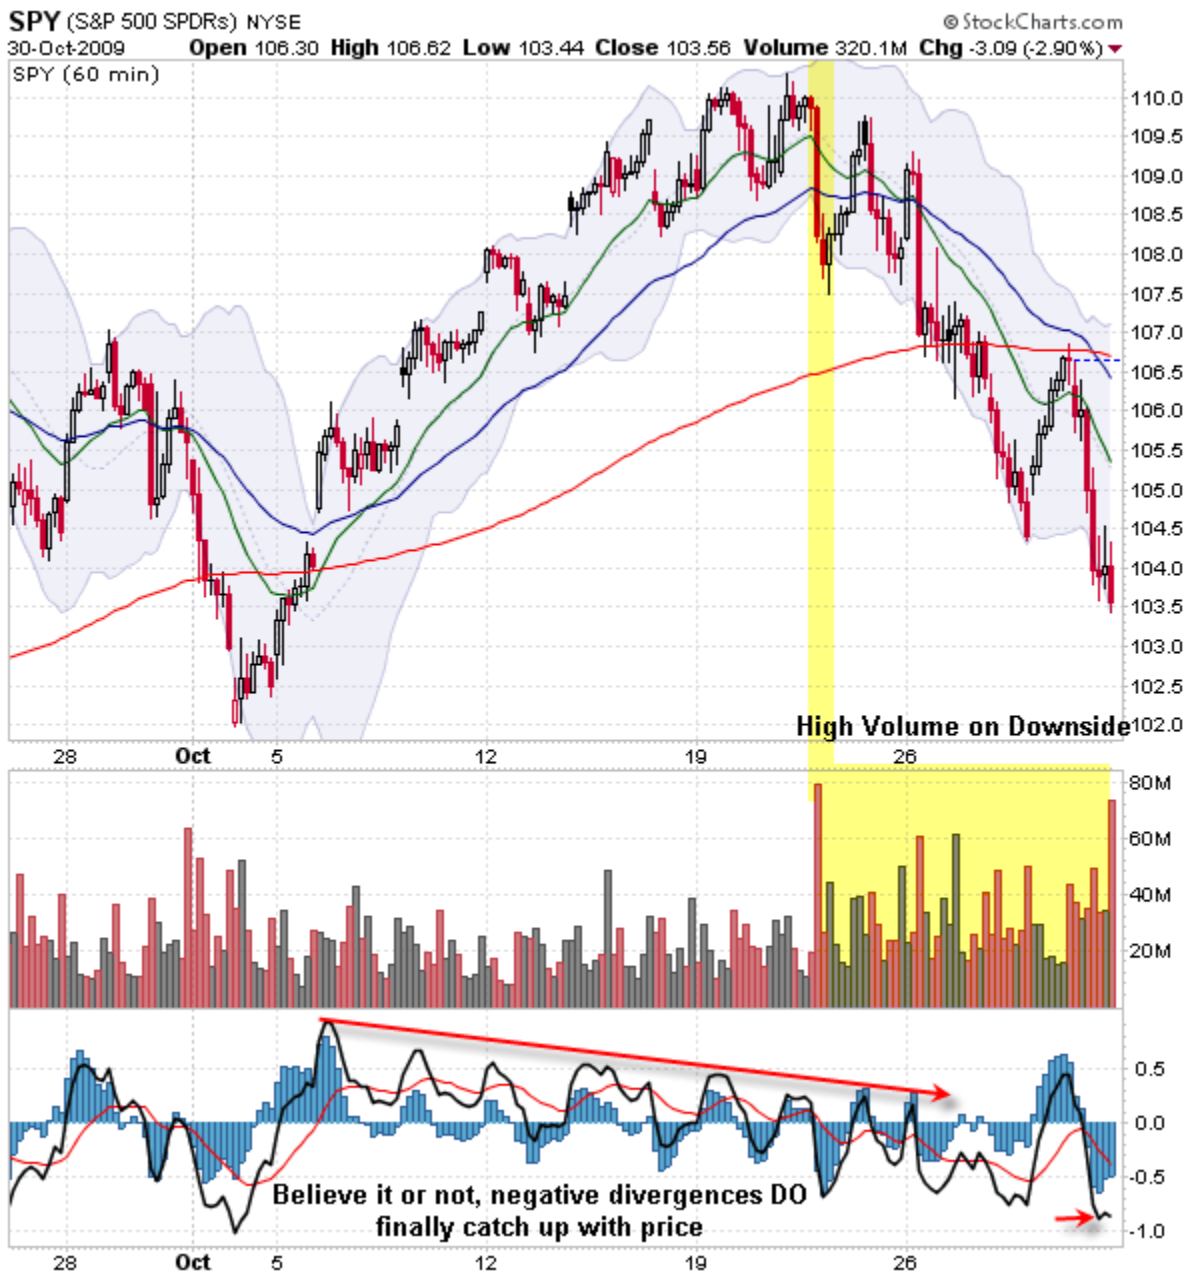 SPY (S&P 500 SPDRs) NYSE
© StockCharts.com
30-Oct-2009
Open 106.30 High 106.62 Low 103.44 Close 103.56 Volume 320.1M Chg -3.09 (-2.90%)
SPY (60 min)
110.0
109.5
109.0
108.5
108.0
107.5
107.0
106.5
106.0
105.5
105.0
104.5
104.0
103.5
103.0
102.5
102.0
High Volume on Downside
28 Oct 5 12 19 26
80M
60M
40M
20M
0.5
0.0
-0.5
-1.0
Believe it or not, negative divergences DO
finally catch up with price
28 Oct 5 12 19 26